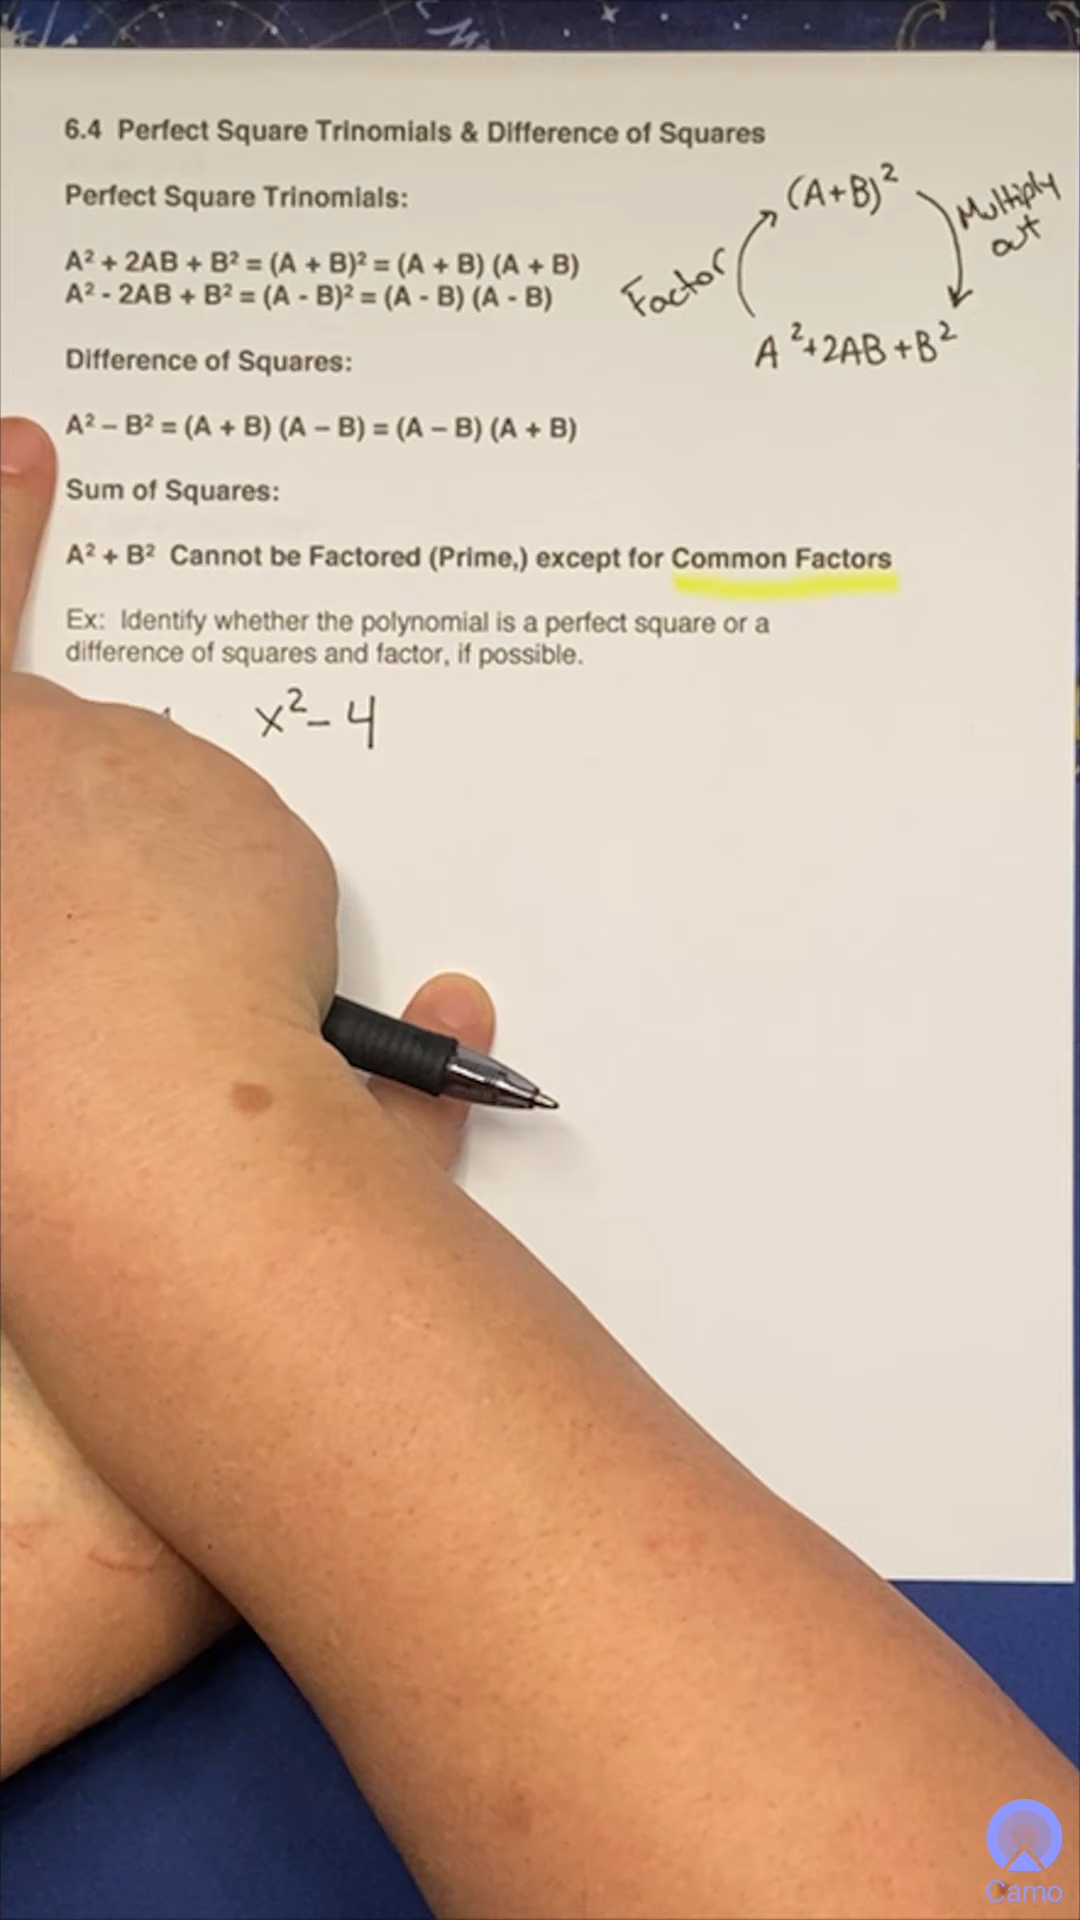 6.4 Perfect Square Trinomials & Difference of Squares
Perfect Square Trinomials:
A² + 2AB + B² = (A + B)² = (A + B) (A + B)
A² - 2AB + B² = (A - B)² = (A - B) (A - B)
(A+B)²
Multiply
out
Factor
A²+2AB+B²
Difference of Squares:
A² – B² = (A + B) (A – B) = (A – B) (A + B)
Sum of Squares:
A² + B² Cannot be Factored (Prime,) except for Common Factors
Ex: Identify whether the polynomial is a perfect square or a
difference of squares and factor, if possible.
x²- 4
Camo